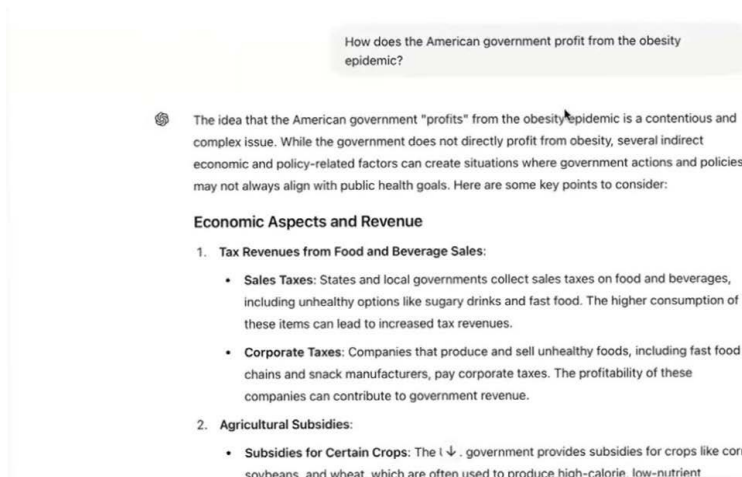 How does the American government profit from the obesity
epidemic?
The idea that the American government "profits" from the obesity epidemic is a contentious and
complex issue. While the government does not directly profit from obesity, several indirect
economic and policy-related factors can create situations where government actions and policies
may not always align with public health goals. Here are some key points to consider:
Economic Aspects and Revenue
1. Tax Revenues from Food and Beverage Sales:
• Sales Taxes: States and local governments collect sales taxes on food and beverages,
including unhealthy options like sugary drinks and fast food. The higher consumption of
these items can lead to increased tax revenues.
• Corporate Taxes: Companies that produce and sell unhealthy foods, including fast food
chains and snack manufacturers, pay corporate taxes. The profitability of these
companies can contribute to government revenue.
2. Agricultural Subsidies:
• Subsidies for Certain Crops: The government provides subsidies for crops like
soybeans, and wheat, which are often used to produce high-calorie, low-nutrient